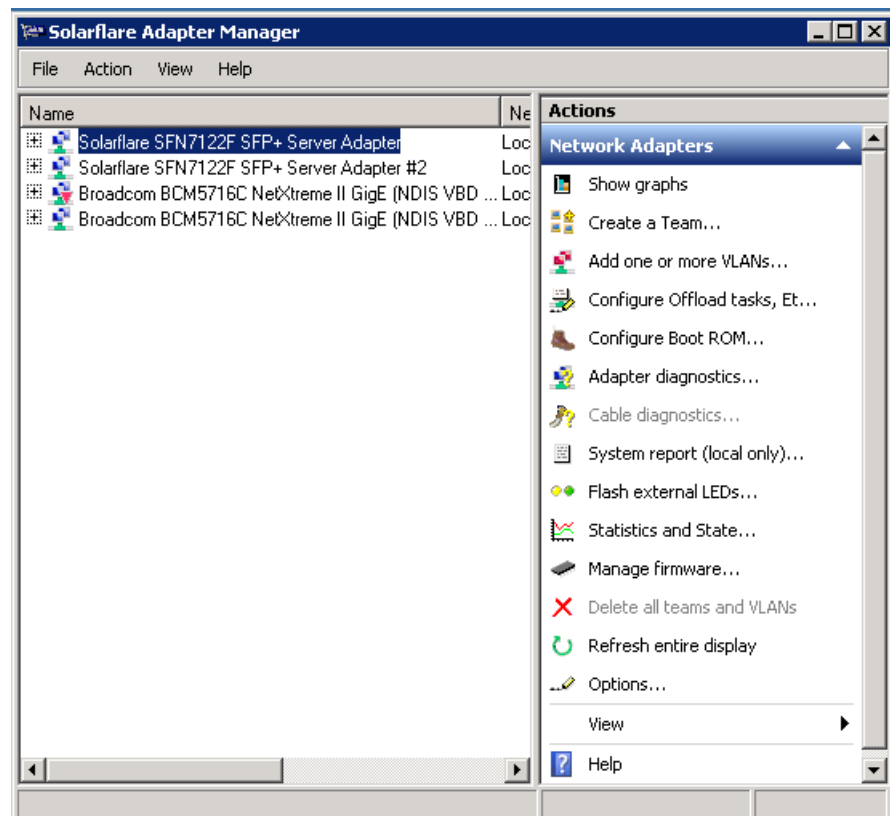 Solarflare Adapter Manager
File Action View Help
Name Ne
Solarflare SFN7122F SFP+ Server Adapter Loc
Solarflare SFN7122F SFP+ Server Adapter #2 Loc
Broadcom BCM5716C NetXtreme II GigE (NDIS VBD ... Loc
Broadcom BCM5716C NetXtreme II GigE (NDIS VBD ... Loc
Actions
Network Adapters
Show graphs
Create a Team...
Add one or more VLANs...
Configure Offload tasks, Et...
Configure Boot ROM...
Adapter diagnostics...
Cable diagnostics...
System report (local only)...
Flash external LEDs...
Statistics and State...
Manage firmware...
Delete all teams and VLANs
Refresh entire display
Options...
View
Help